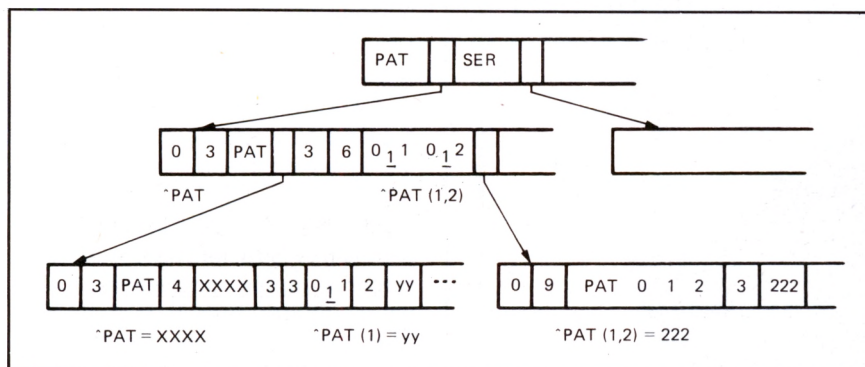 PAT SER
0 3 PAT 3 6 0 1 1 0 1 2
^PAT ^PAT (1,2)
0 3 PAT 4 XXXX 3 3 0 1 1 2 yy ... 0 9 PAT 0 1 2 3 222
^PAT = XXXX ^PAT (1) = yy ^PAT (1,2) = 222